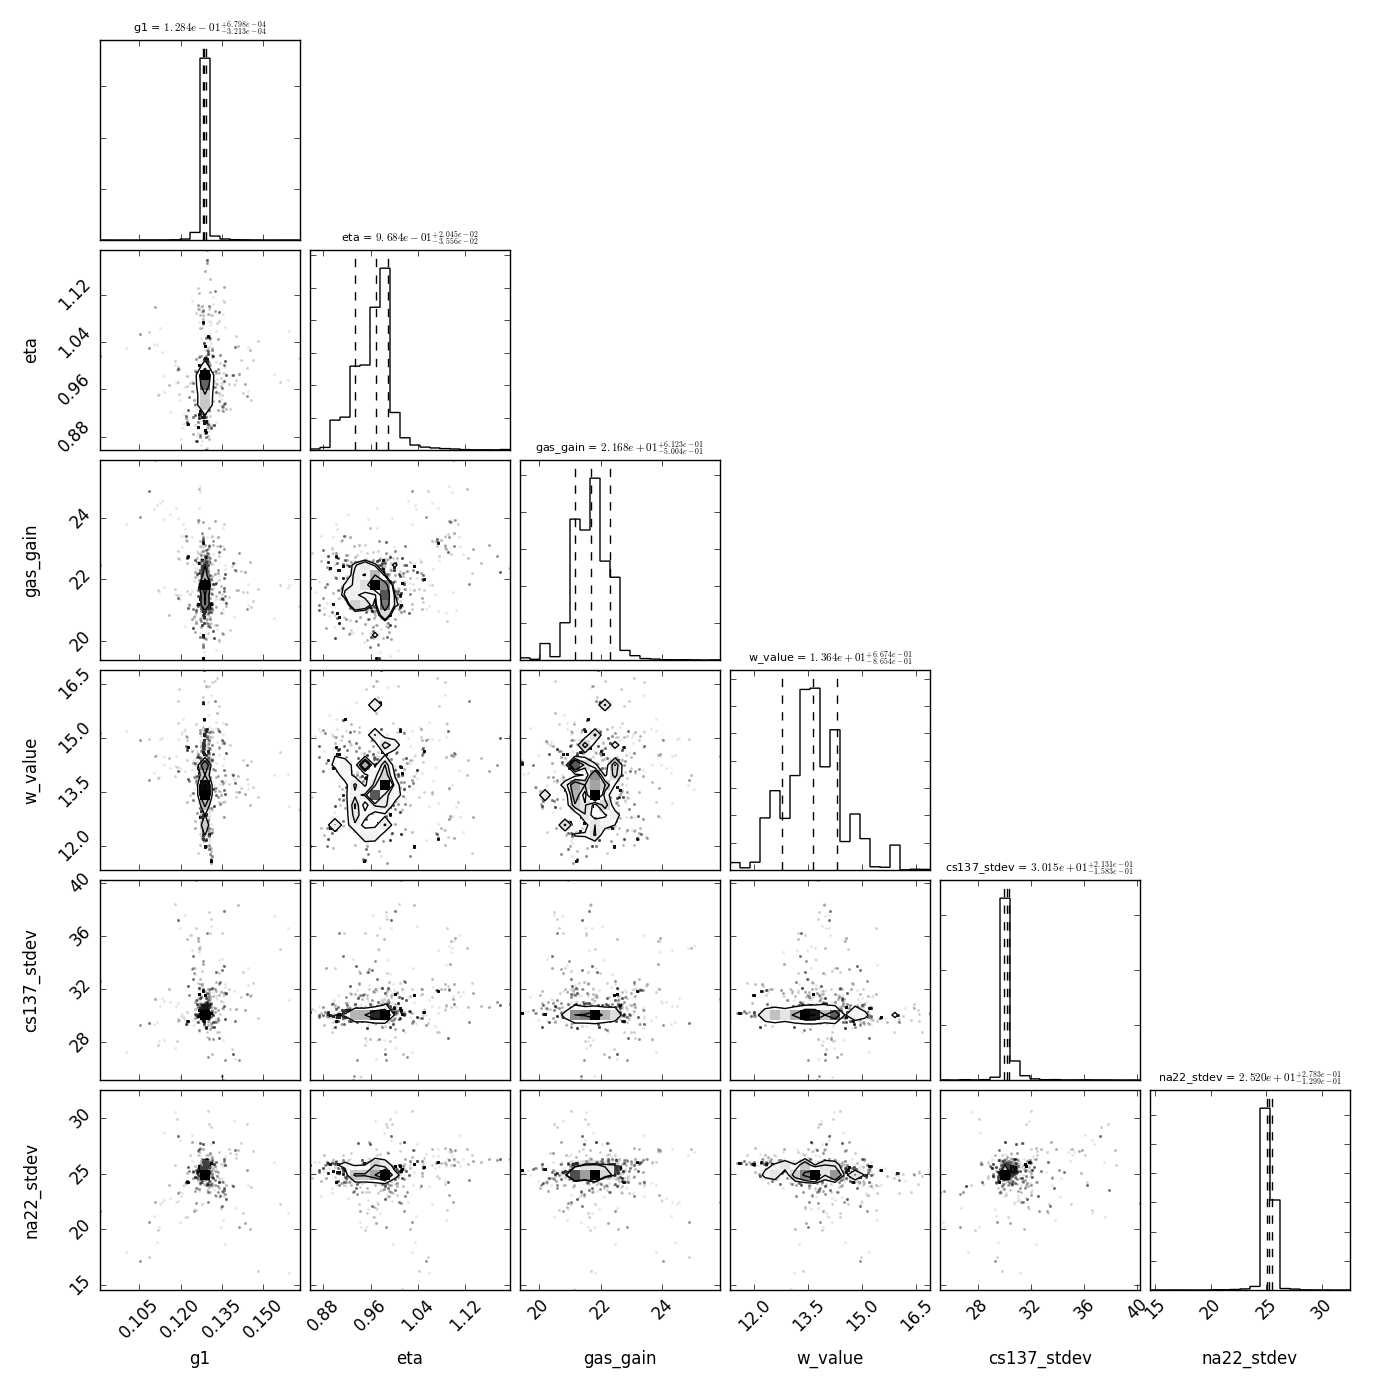 g1 = 1.284e−01 +6.798e−04 −3.213e−04
eta = 9.684e−01 +2.045e−02 −3.556e−02
1.12
1.04
0.96
0.88
eta
gas_gain = 2.168e+01 +6.123e−01 −5.004e−01
24
22
20
gas_gain
w_value = 1.364e+01 +6.674e−01 −8.654e−01
16.5
15.0
13.5
12.0
w_value
cs137_stdev = 3.015e+01 +2.131e−01 −1.583e−01
40
36
32
28
cs137_stdev
na22_stdev = 2.520e+01 +2.783e−01 −1.299e−01
30
25
20
15
na22_stdev
0.105 0.120 0.135 0.150 0.88 0.96 1.04 1.12 20 22 24 12.0 13.5 15.0 16.5 28 32 36 40 15 20 25 30
g1 eta gas_gain w_value cs137_stdev na22_stdev